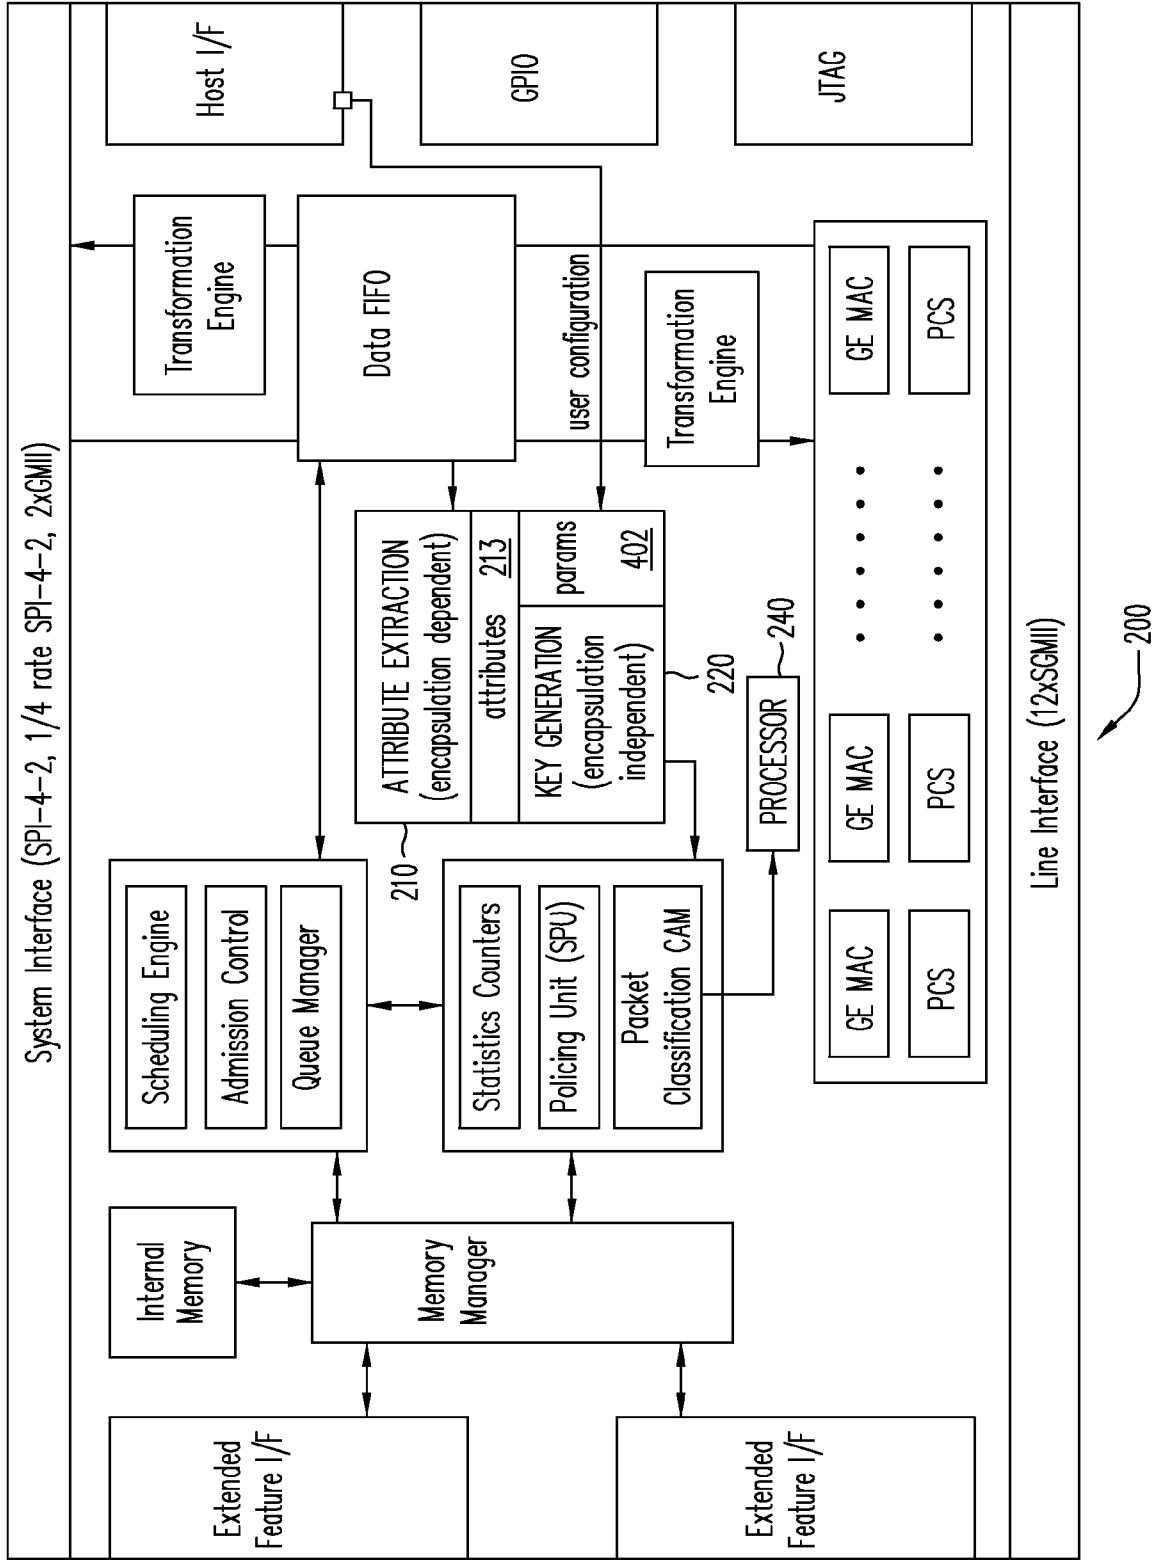 System Interface (SPI-4-2, 1/4 rate SPI-4-2, 2xGMII)
Extended
Feature I/F
Extended
Feature I/F
Internal
Memory
Memory
Manager
Scheduling Engine
Admission Control
Queue Manager
Statistics Counters
Policing Unit (SPU)
Packet
Classification CAM
210
ATTRIBUTE EXTRACTION
(encapsulation dependent)
attributes 213
KEY GENERATION
(encapsulation
independent)
params
402
220
PROCESSOR
240
Transformation
Engine
Data FIFO
user configuration
Transformation
Engine
Host I/F
GPIO
JTAG
GE MAC
GE MAC
GE MAC
PCS
PCS
PCS
Line Interface (12xSGMII)
200